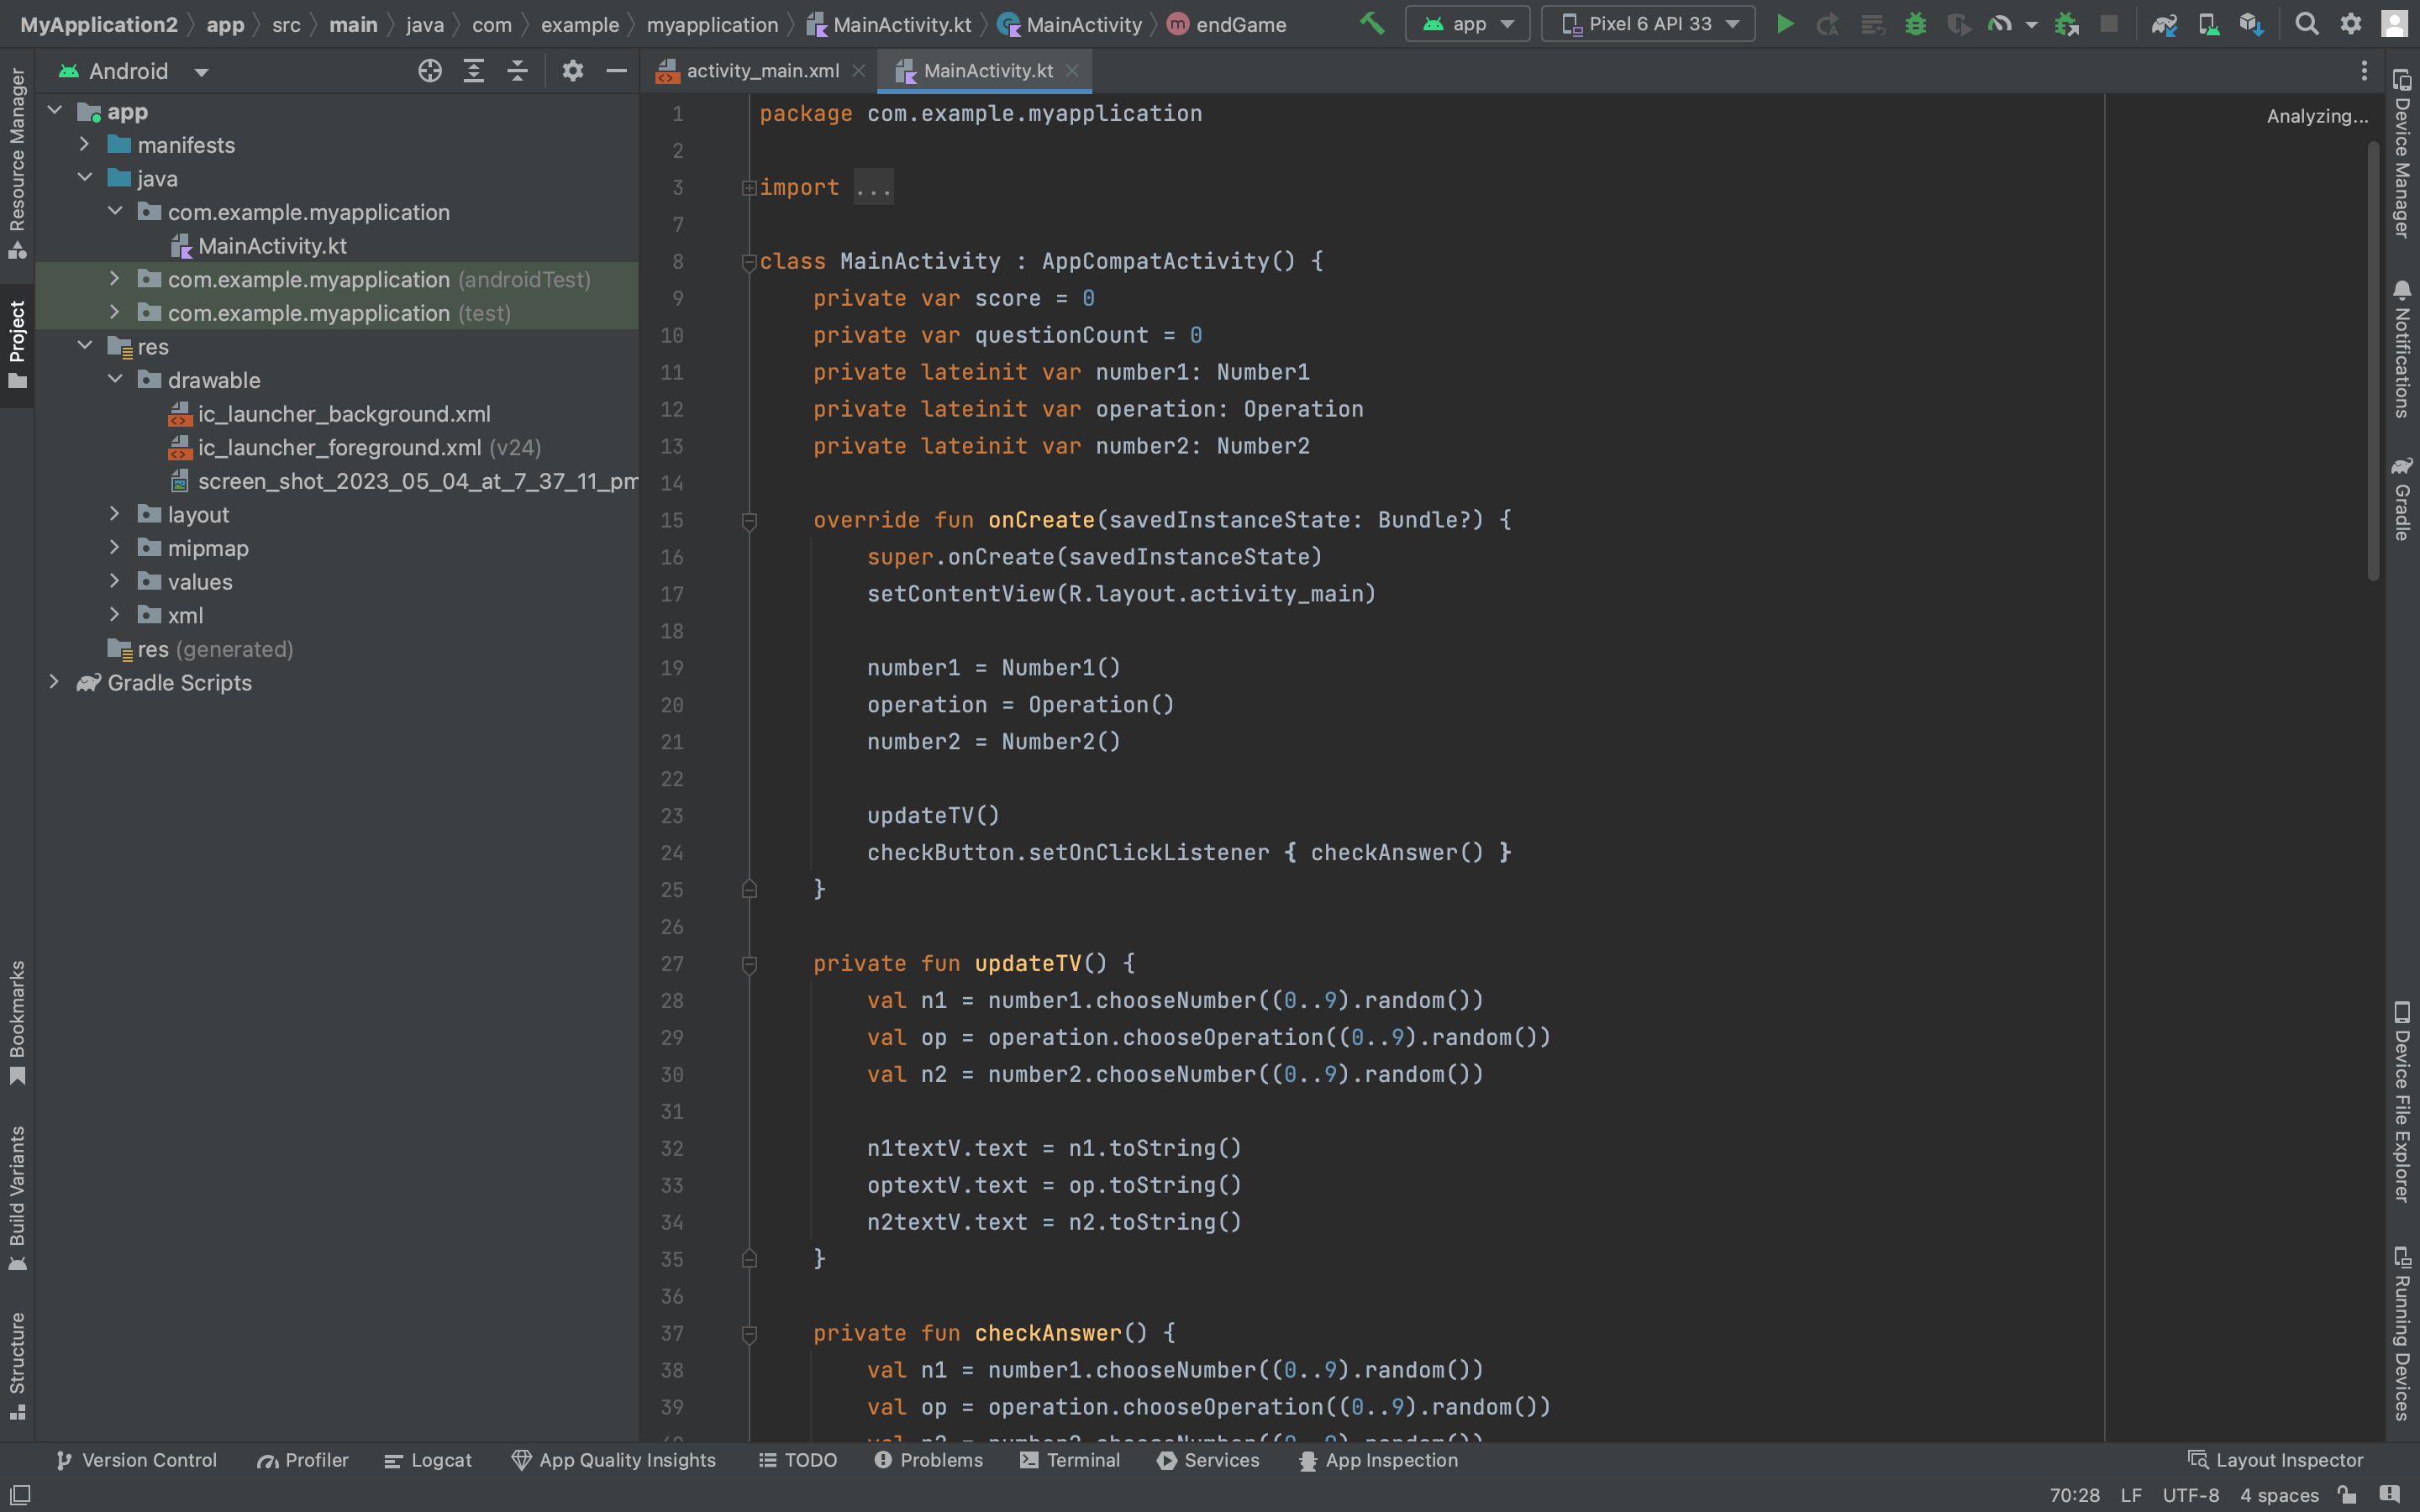 MyApplication2 app src main java com example myapplication MainActivity.kt MainActivity endGame app Pixel 6 API 33
Android
activity_main.xml MainActivity.kt
Resource Manager
Project
Bookmarks
Build Variants
Structure
app
manifests
java
com.example.myapplication
MainActivity.kt
com.example.myapplication (androidTest)
com.example.myapplication (test)
res
drawable
ic_launcher_background.xml
ic_launcher_foreground.xml (v24)
screen_shot_2023_05_04_at_7_37_11_pm
layout
mipmap
values
xml
res (generated)
Gradle Scripts
Analyzing...
1 package com.example.myapplication
2
3 import ...
7
8 class MainActivity : AppCompatActivity() {
9 private var score = 0
10 private var questionCount = 0
11 private lateinit var number1: Number1
12 private lateinit var operation: Operation
13 private lateinit var number2: Number2
14
15 override fun onCreate(savedInstanceState: Bundle?) {
16 super.onCreate(savedInstanceState)
17 setContentView(R.layout.activity_main)
18
19 number1 = Number1()
20 operation = Operation()
21 number2 = Number2()
22
23 updateTV()
24 checkButton.setOnClickListener { checkAnswer() }
25 }
26
27 private fun updateTV() {
28 val n1 = number1.chooseNumber((0..9).random())
29 val op = operation.chooseOperation((0..9).random())
30 val n2 = number2.chooseNumber((0..9).random())
31
32 n1textV.text = n1.toString()
33 optextV.text = op.toString()
34 n2textV.text = n2.toString()
35 }
36
37 private fun checkAnswer() {
38 val n1 = number1.chooseNumber((0..9).random())
39 val op = operation.chooseOperation((0..9).random())
Device Manager
Notifications
Gradle
Device File Explorer
Running Devices
Version Control Profiler Logcat App Quality Insights TODO Problems Terminal Services App Inspection Layout Inspector
70:28 LF UTF-8 4 spaces